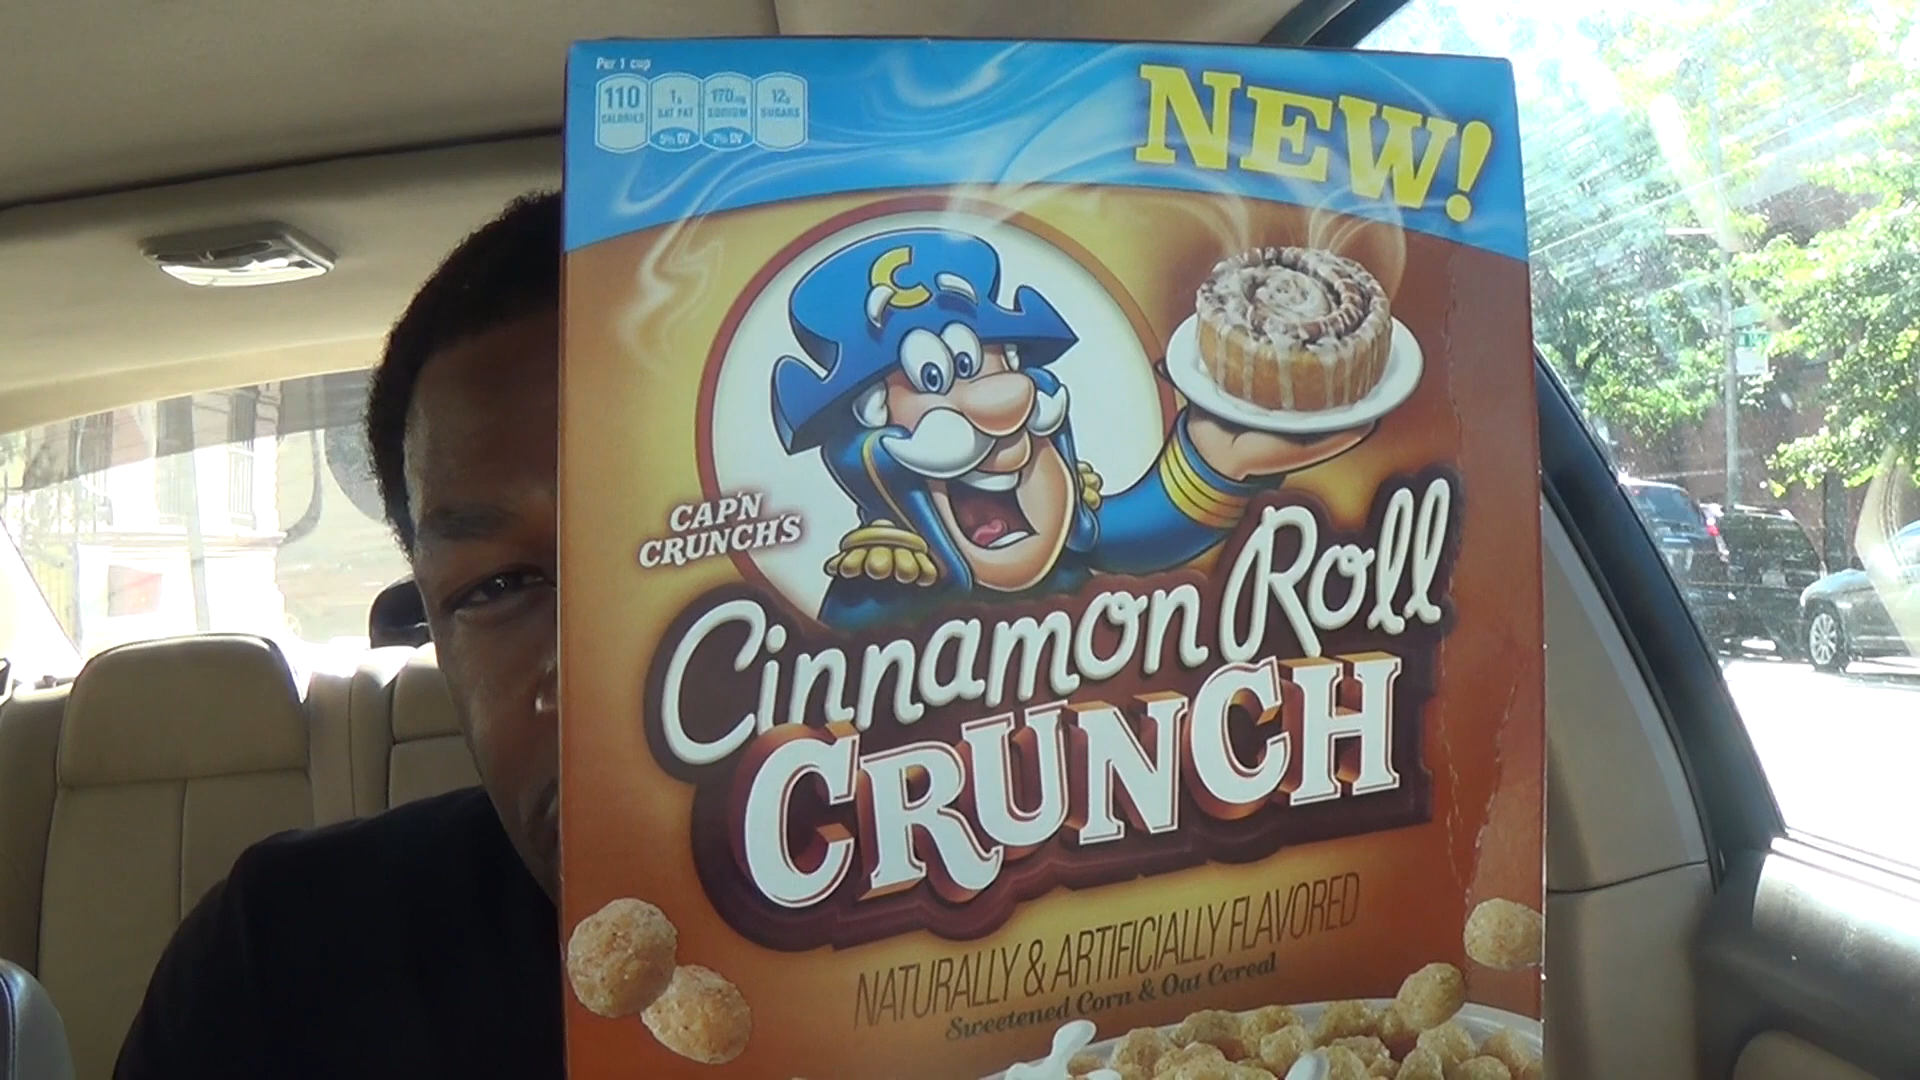 Per 1 cup
110 1g 170mg 12g
CALORIES SAT FAT SODIUM SUGARS
5% DV 7% DV
NEW!
C
CAP'N
CRUNCH'S
Cinnamon Roll
CRUNCH
NATURALLY & ARTIFICIALLY FLAVORED
Sweetened Corn & Oat Cereal